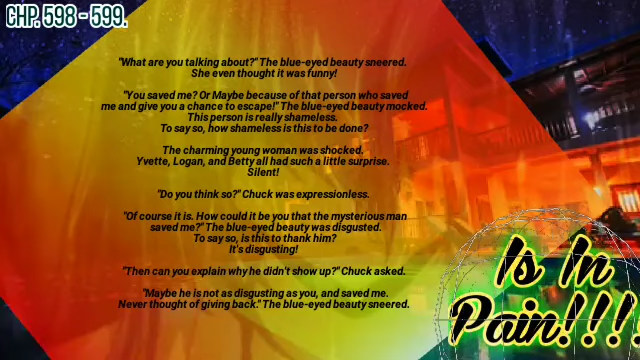 CHP. 598 - 599.
"What are you talking about?" The blue-eyed beauty sneered.
She even thought it was funny!
"You saved me? Or Maybe because of that person who saved
me and give you a chance to escape!" The blue-eyed beauty mocked.
This person is really shameless.
To say so, how shameless is this to be done?
The charming young woman was shocked.
Yvette, Logan, and Betty all had such a little surprise.
Silent!
"Do you think so?" Chuck was expressionless.
"Of course it is. How could it be you that the mysterious man
saved me?" The blue-eyed beauty was disgusted.
To say so, is this to thank him?
It's disgusting!
"Then can you explain why he didn't show up?" Chuck asked.
"Maybe he is not as disgusting as you, and saved me.
Never thought of giving back." The blue-eyed beauty sneered.
Is In
Pain!!!!